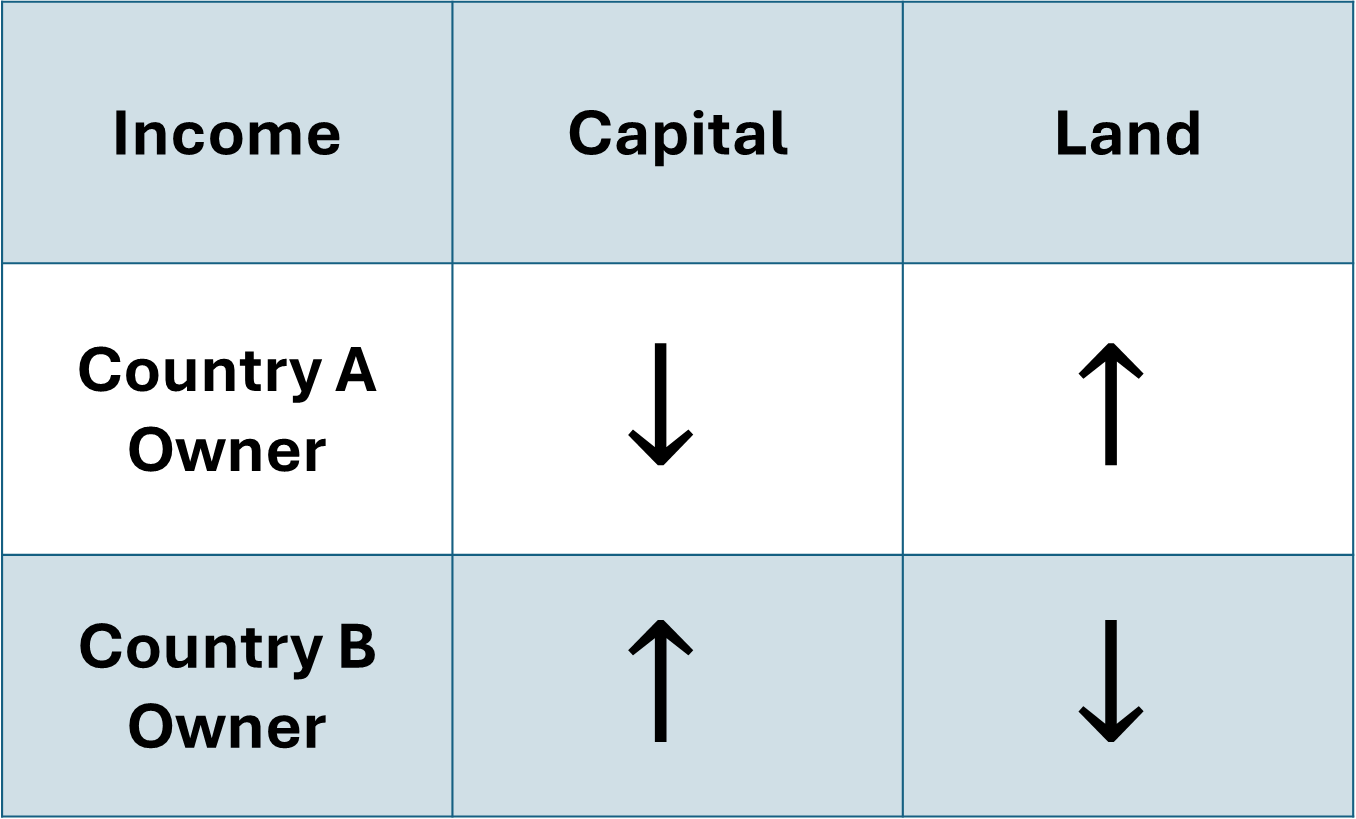 Income Capital Land
Country A
Owner ↓ ↑
Country B
Owner ↑ ↓